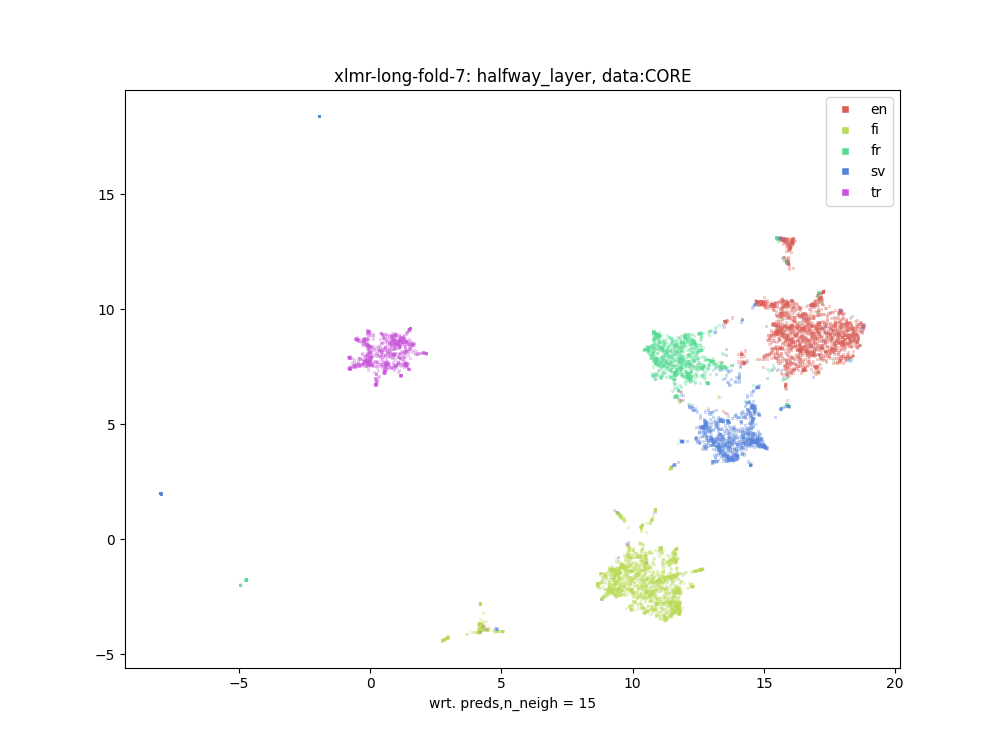 xlmr-long-fold-7: halfway_layer, data:CORE
en
fi
fr
sv
tr
15
10
5
0
−5
−5
0
5
10
15
20
wrt. preds,n_neigh = 15